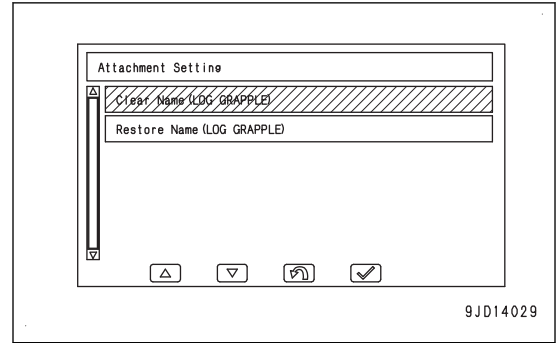 Attachment Setting
Clear Name(LOG GRAPPLE)
Restore Name(LOG GRAPPLE)
9JD14029